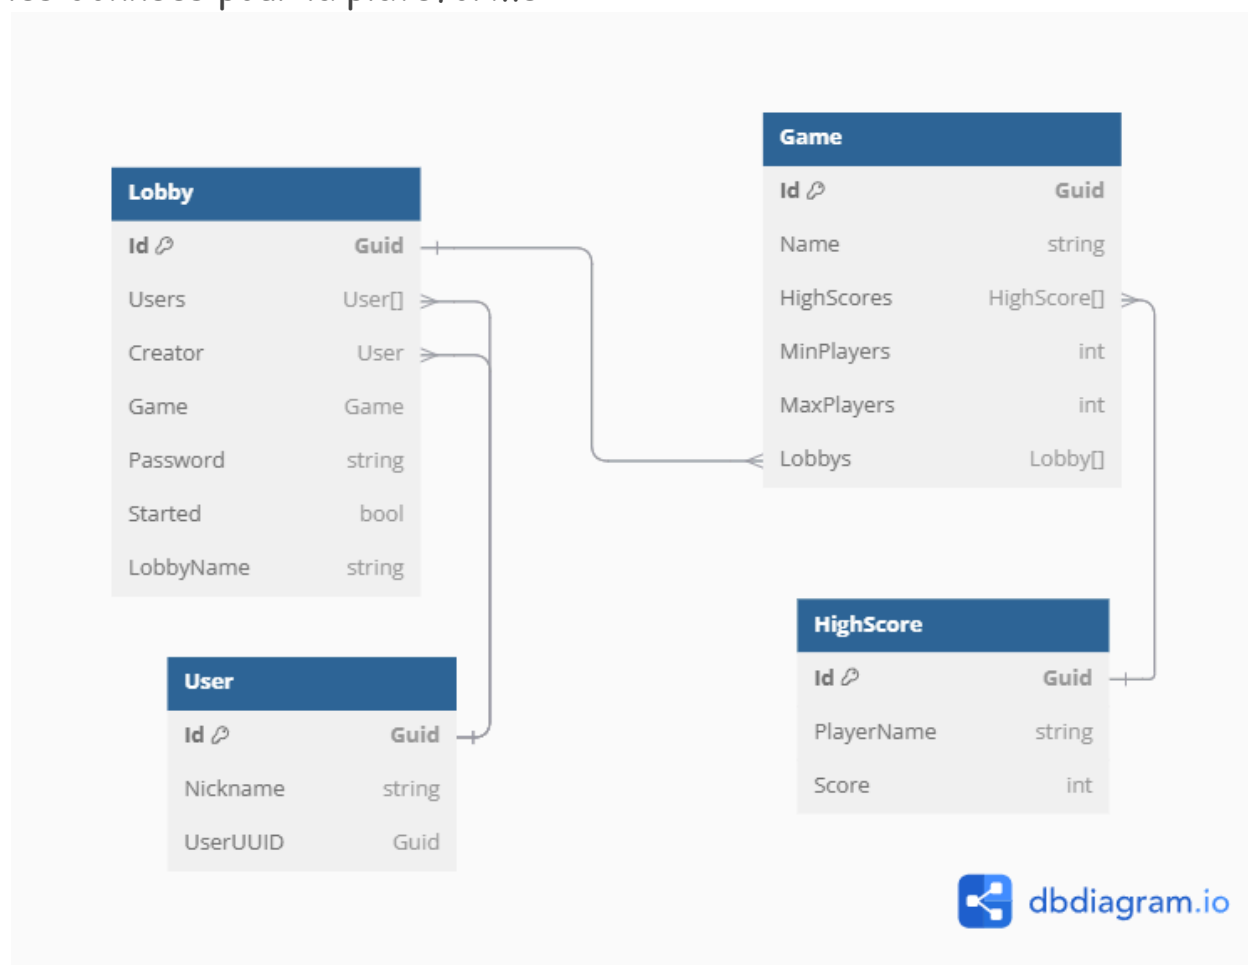 Lobby
Id Guid
Users User[]
Creator User
Game Game
Password string
Started bool
LobbyName string
Game
Id Guid
Name string
HighScores HighScore[]
MinPlayers int
MaxPlayers int
Lobbys Lobby[]
User
Id Guid
Nickname string
UserUUID Guid
HighScore
Id Guid
PlayerName string
Score int
dbdiagram.io